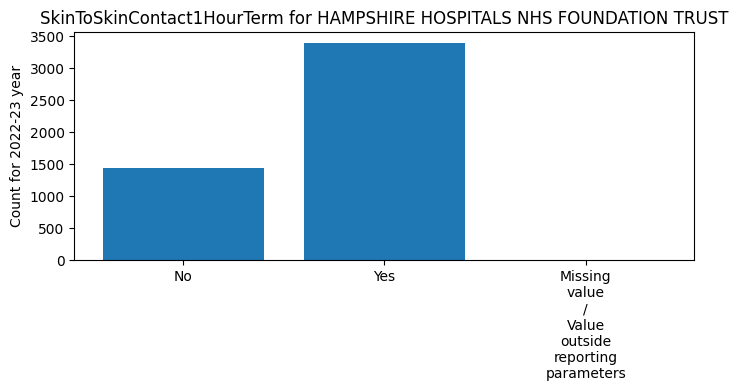 SkinToSkinContact1HourTerm for HAMPSHIRE HOSPITALS NHS FOUNDATION TRUST
Count for 2022-23 year
3500
3000
2500
2000
1500
1000
500
0
No
Yes
Missing
value
/
Value
outside
reporting
parameters